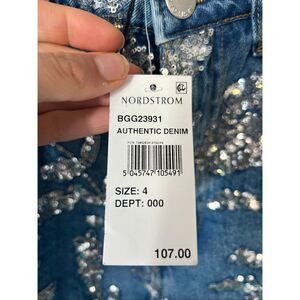 NORDSTROM
BGG23931
AUTHENTIC DENIM
5 045747 105491
SIZE: 4
DEPT: 000
107.00